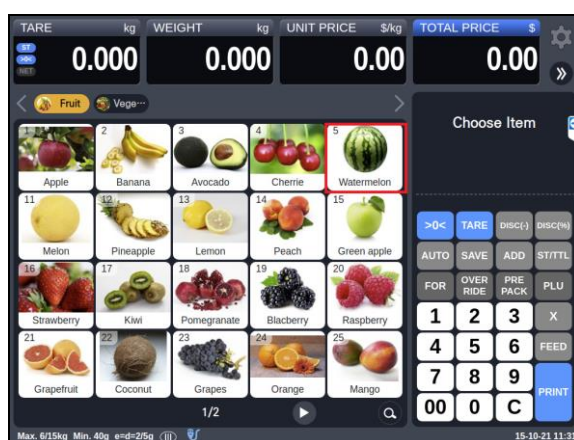 TARE kg WEIGHT kg UNIT PRICE $/kg TOTAL PRICE $
ST
>0<
NET
0.000 0.000 0.00 0.00
Fruit Vege···
Choose Item
1 2 3 4 5
Apple Banana Avocado Cherrie Watermelon
11 12 13 14 15
Melon Pineapple Lemon Peach Green apple
16 17 18 19 20
Strawberry Kiwi Pomegranate Blacberry Raspberry
21 22 23 24 25
Grapefruit Coconut Grapes Orange Mango
1/2
>0< TARE DISC(-) DISC(%)
AUTO SAVE ADD ST/TTL
FOR OVER RIDE PRE PACK PLU
1 2 3 X
4 5 6 FEED
7 8 9 PRINT
00 0 C
Max. 6/15kg Min. 40g e=d=2/5g (III) 15-10-21 11:3